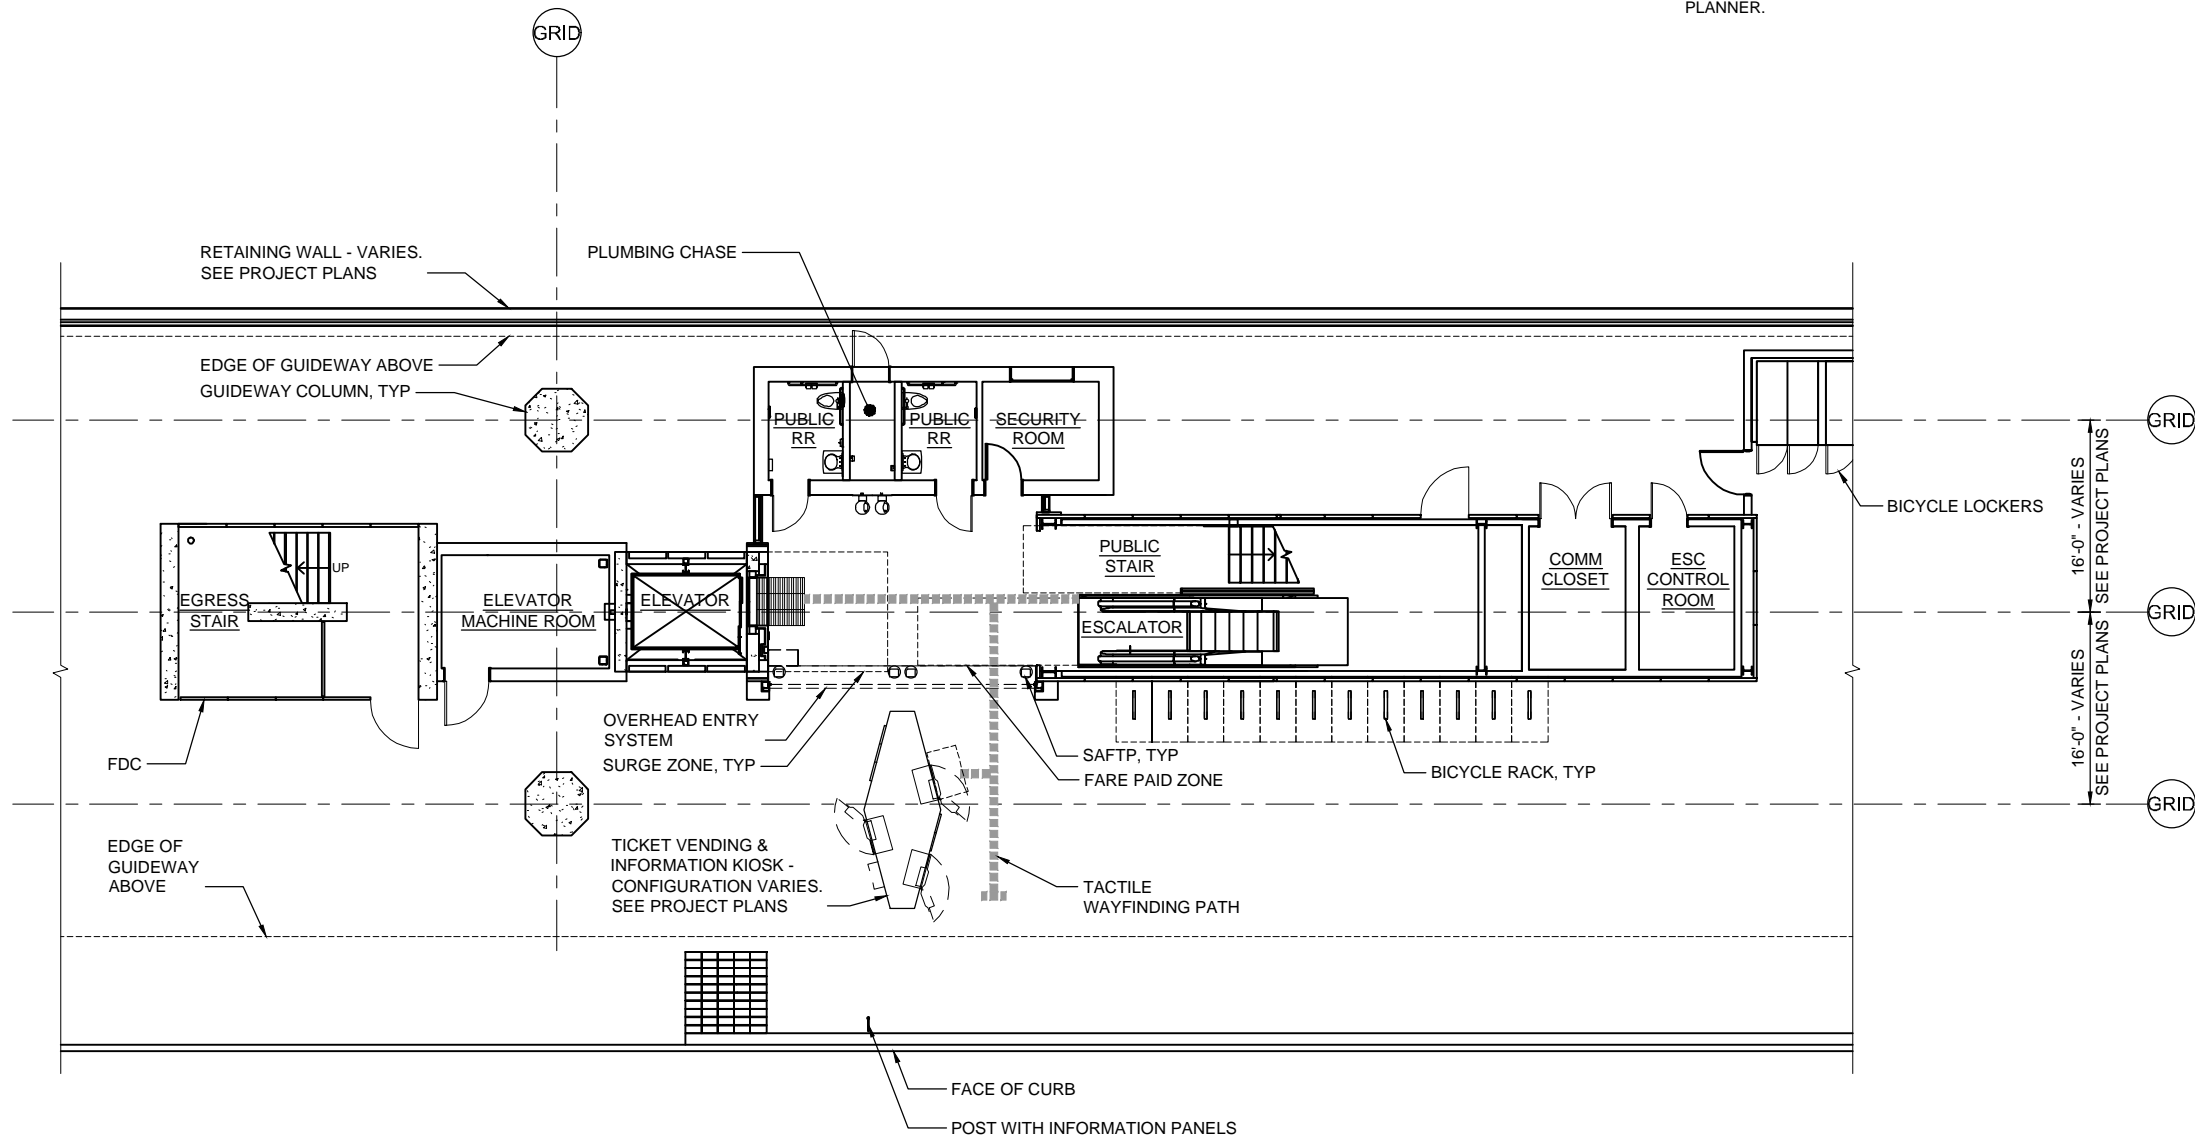 PLANNER.
GRID
RETAINING WALL - VARIES.
SEE PROJECT PLANS
PLUMBING CHASE
EDGE OF GUIDEWAY ABOVE
GUIDEWAY COLUMN, TYP
PUBLIC
RR
PUBLIC
RR
SECURITY
ROOM
GRID
BICYCLE LOCKERS
16'-0" - VARIES
SEE PROJECT PLANS
PUBLIC
STAIR
COMM
CLOSET
ESC
CONTROL
ROOM
UP
EGRESS
STAIR
ELEVATOR
MACHINE ROOM
ELEVATOR
ESCALATOR
GRID
16'-0" - VARIES
SEE PROJECT PLANS
OVERHEAD ENTRY
SYSTEM
SURGE ZONE, TYP
FDC
SAFTP, TYP
FARE PAID ZONE
BICYCLE RACK, TYP
GRID
EDGE OF
GUIDEWAY
ABOVE
TICKET VENDING &
INFORMATION KIOSK -
CONFIGURATION VARIES.
SEE PROJECT PLANS
TACTILE
WAYFINDING PATH
FACE OF CURB
POST WITH INFORMATION PANELS